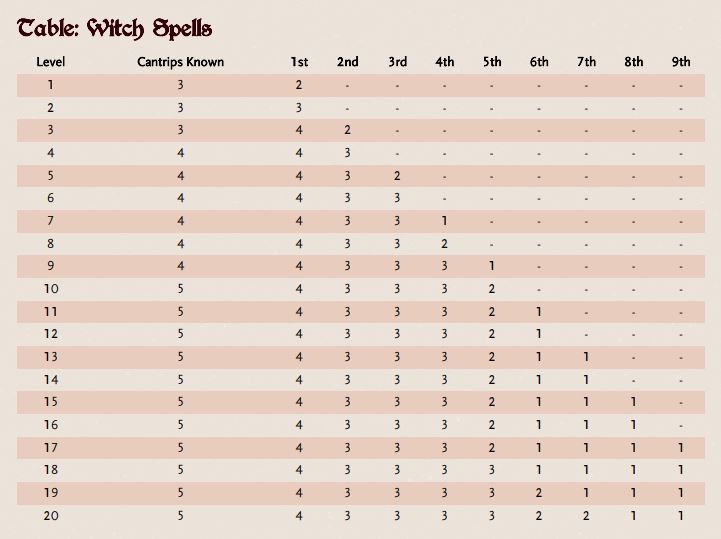 Table: Witch Spells
Level Cantrips Known 1st 2nd 3rd 4th 5th 6th 7th 8th 9th
1 3 2 - - - - - - - -
2 3 3 - - - - - - - -
3 3 4 2 - - - - - - -
4 4 4 3 - - - - - - -
5 4 4 3 2 - - - - - -
6 4 4 3 3 - - - - - -
7 4 4 3 3 1 - - - - -
8 4 4 3 3 2 - - - - -
9 4 4 3 3 3 1 - - - -
10 5 4 3 3 3 2 - - - -
11 5 4 3 3 3 2 1 - - -
12 5 4 3 3 3 2 1 - - -
13 5 4 3 3 3 2 1 1 - -
14 5 4 3 3 3 2 1 1 - -
15 5 4 3 3 3 2 1 1 1 -
16 5 4 3 3 3 2 1 1 1 -
17 5 4 3 3 3 2 1 1 1 1
18 5 4 3 3 3 3 1 1 1 1
19 5 4 3 3 3 3 2 1 1 1
20 5 4 3 3 3 3 2 2 1 1